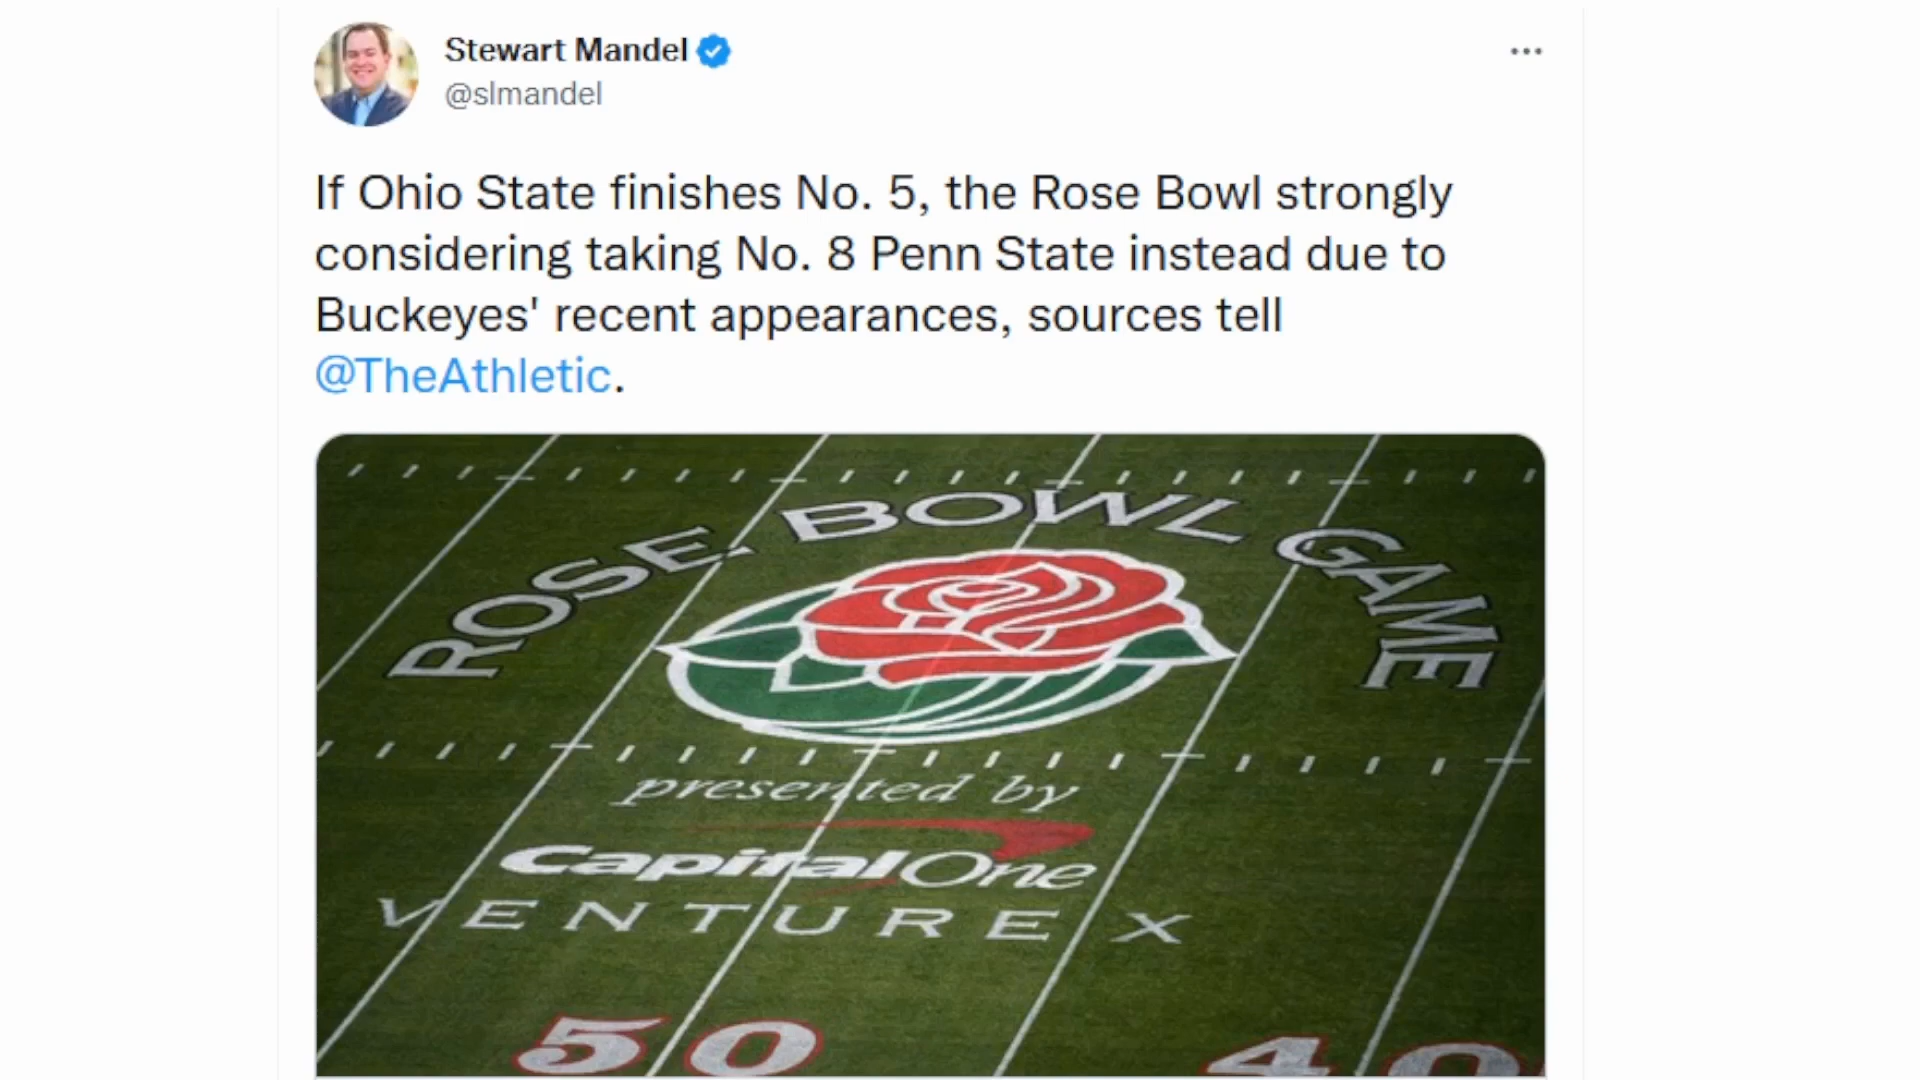 Stewart Mandel
@slmandel
If Ohio State finishes No. 5, the Rose Bowl strongly
considering taking No. 8 Penn State instead due to
Buckeyes' recent appearances, sources tell
@TheAthletic.
ROSE BOWL GAME
presented by
CapitalOne
VENTURE X
50
40